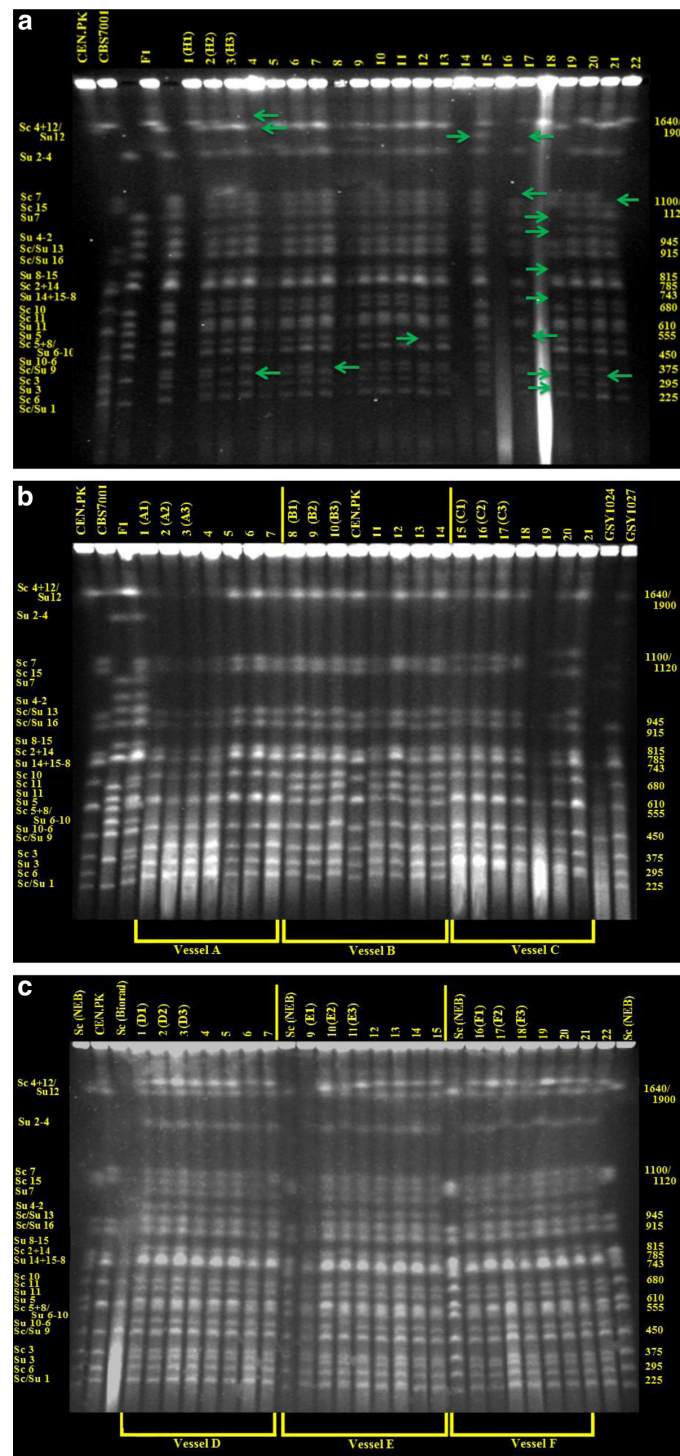 a
CEN.PK CBS7001 F1 1(H1) 2(H2) 3(H3) 4 5 6 7 8 9 10 11 12 13 14 15 16 17 18 19 20 21 22
Sc 4+12/
Su12
Su 2-4
Sc 7
Sc 15
Su7
Su 4-2
Sc/Su 13
Sc/Su 16
Su 8-15
Sc 2+14
Su 14+15-8
Sc 10
Sc 11
Su 11
Su 5
Sc 5+8/
Su 6-10
Su 10-6
Sc/Su 9
Sc 3
Su 3
Sc 6
Sc/Su 1
1640/
190
1100/
112
945
915
815
785
743
680
610
555
450
375
295
225
b
CEN.PK CBS7001 F1 1 (A1) 2 (A2) 3 (A3) 4 5 6 7 8 (B1) 9 (B2) 10 (B3) CEN.PK 11 12 13 14 15 (C1) 16 (C2) 17 (C3) 18 19 20 21 GSY1024 GSY1027
Sc 4+12/
Su12
Su 2-4
Sc 7
Sc 15
Su7
Su 4-2
Sc/Su 13
Sc/Su 16
Su 8-15
Sc 2+14
Su 14+15-8
Sc 10
Sc 11
Su 11
Su 5
Sc 5+8/
Su 6-10
Su 10-6
Sc/Su 9
Sc 3
Su 3
Sc 6
Sc/Su 1
1640/
1900
1100/
1120
945
915
815
785
743
680
610
555
450
375
295
225
Vessel A Vessel B Vessel C
c
Sc (NEB) CEN.PK Sc (Biorad) 1 (D1) 2 (D2) 3 (D3) 4 5 6 7 Sc (NEB) 9 (E1) 10 (E2) 11 (E3) 12 13 14 15 Sc (NEB) 16 (F1) 17 (F2) 18 (F3) 19 20 21 22 Sc (NEB)
Sc 4+12/
Su12
Su 2-4
Sc 7
Sc 15
Su7
Su 4-2
Sc/Su 13
Sc/Su 16
Su 8-15
Sc 2+14
Su 14+15-8
Sc 10
Sc 11
Su 11
Su 5
Sc 5+8/
Su 6-10
Su 10-6
Sc/Su 9
Sc 3
Su 3
Sc 6
Sc/Su 1
1640/
1900
1100/
1120
945
915
815
785
743
680
610
555
450
375
295
225
Vessel D Vessel E Vessel F